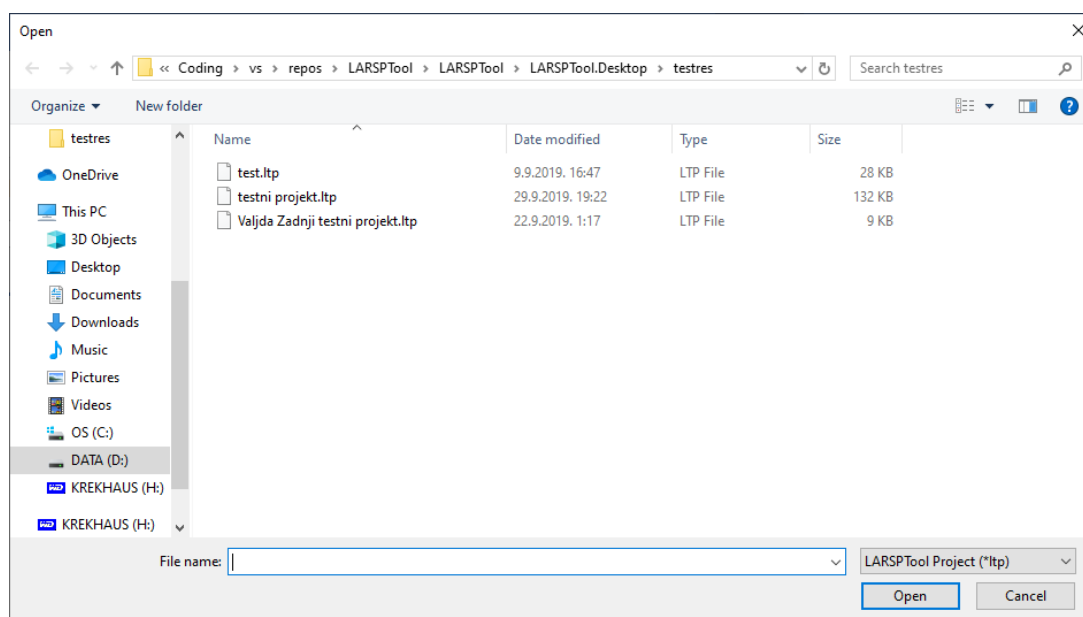 Open
« Coding > vs > repos > LARSPTool > LARSPTool > LARSPTool.Desktop > testres Search testres
Organize New folder
testres
Name Date modified Type Size
test.ltp 9.9.2019. 16:47 LTP File 28 KB
testni projekt.ltp 29.9.2019. 19:22 LTP File 132 KB
Valjda Zadnji testni projekt.ltp 22.9.2019. 1:17 LTP File 9 KB
OneDrive
This PC
3D Objects
Desktop
Documents
Downloads
Music
Pictures
Videos
OS (C:)
DATA (D:)
WD KREKHAUS (H:)
WD KREKHAUS (H:)
File name: LARSPTool Project (*ltp)
Open Cancel